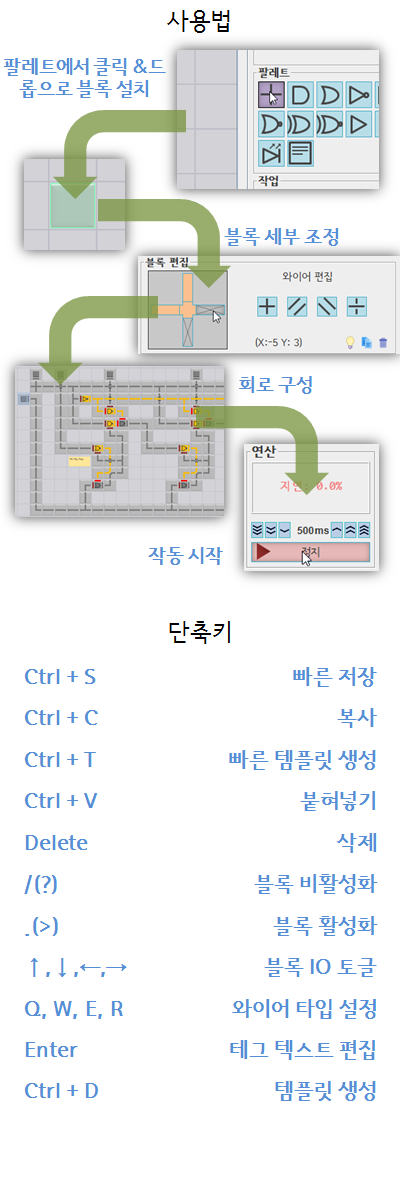 사용법
팔레트에서 클릭 &드
롭으로 블록 설치
팔레트
작업
블록 세부 조정
블록 편집
와이어 편집
(X:-5 Y: 3)
회로 구성
연산
지연: 0.0%
500ms
정지
작동 시작
단축키
Ctrl + S 빠른 저장
Ctrl + C 복사
Ctrl + T 빠른 템플릿 생성
Ctrl + V 붙혀넣기
Delete 삭제
/(?) 블록 비활성화
.(>) 블록 활성화
↑,↓,←,→ 블록 IO 토글
Q, W, E, R 와이어 타입 설정
Enter 테그 텍스트 편집
Ctrl + D 템플릿 생성